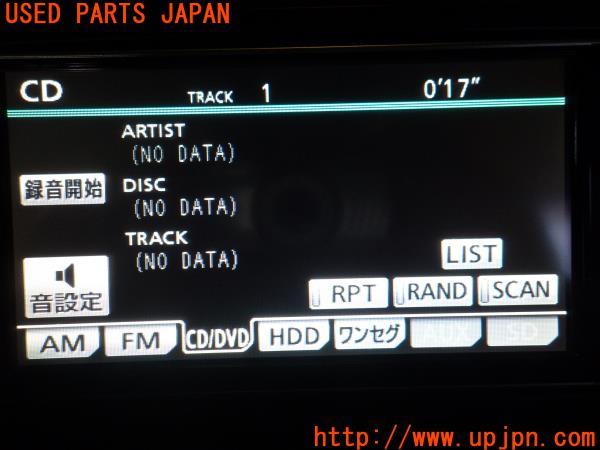 USED PARTS JAPAN
CD TRACK 1 0'17"
ARTIST
(NO DATA)
録音開始
DISC
(NO DATA)
TRACK
(NO DATA)
LIST
音設定
RPT RAND SCAN
AM FM CD/DVD HDD ワンセグ AUX SD
http://www.upjpn.com